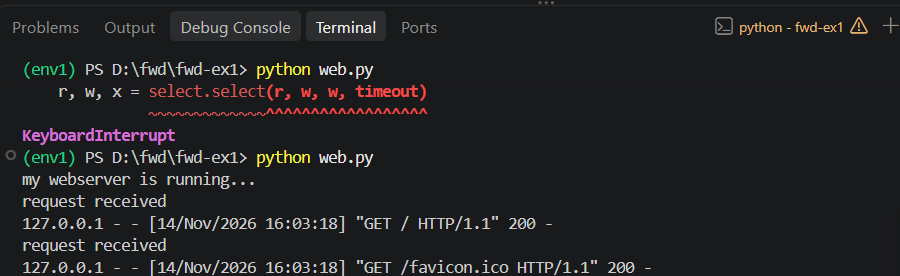 Problems Output Debug Console Terminal Ports python - fwd-ex1
(env1) PS D:\fwd\fwd-ex1> python web.py
r, w, x = select.select(r, w, w, timeout)
~~~~~~~~~~~~~^^^^^^^^^^^^^^^^^^
KeyboardInterrupt
(env1) PS D:\fwd\fwd-ex1> python web.py
my webserver is running...
request received
127.0.0.1 - - [14/Nov/2026 16:03:18] "GET / HTTP/1.1" 200 -
request received
127.0.0.1 - - [14/Nov/2026 16:03:18] "GET /favicon.ico HTTP/1.1" 200 -